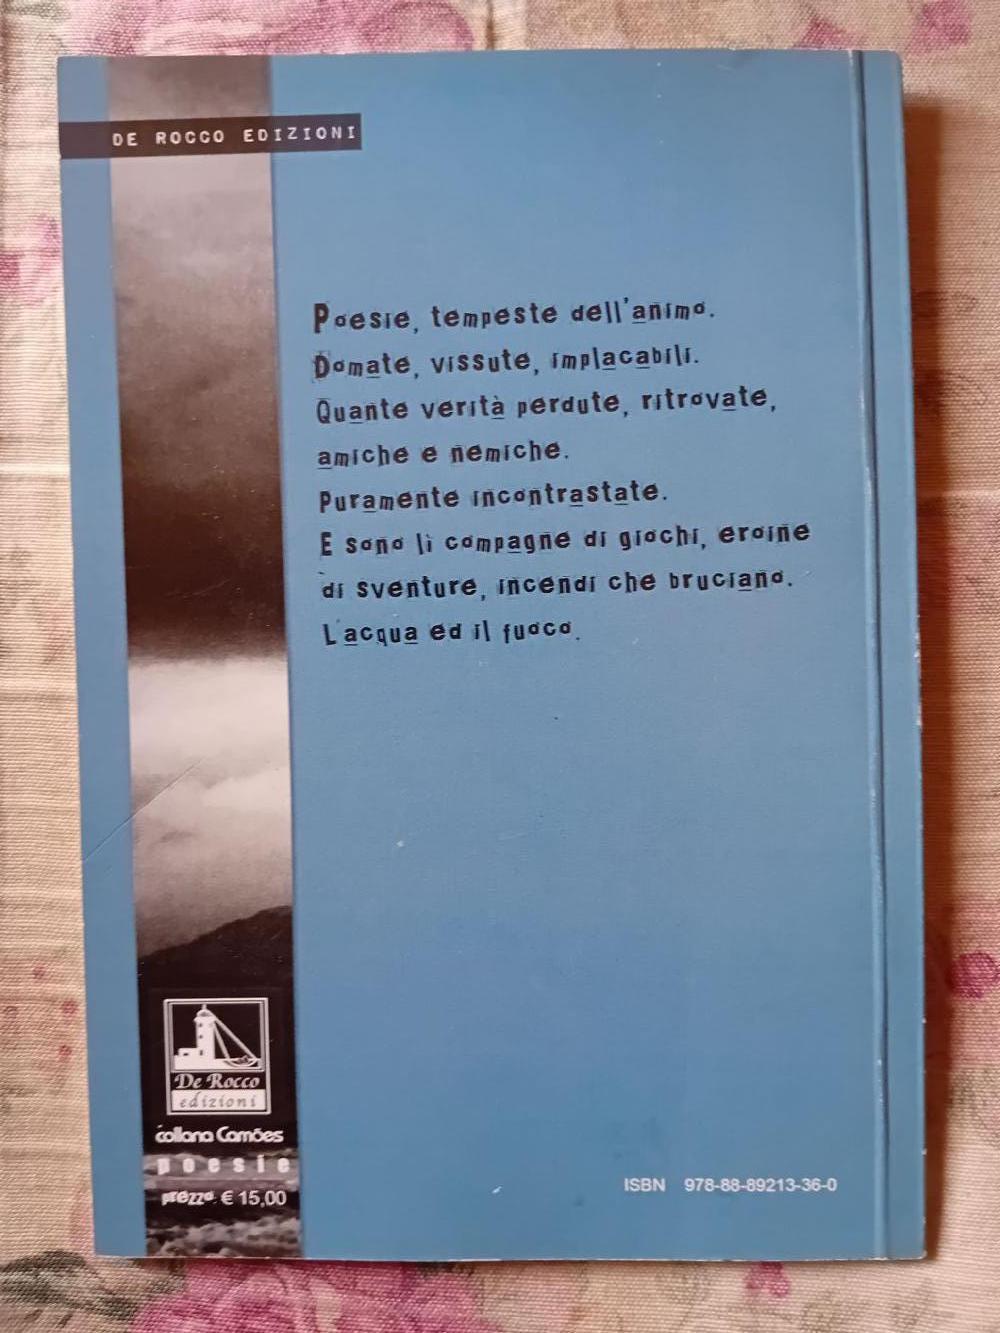 DE ROCCO EDIZIONI
Poesie, tempeste dell'animo.
Domate, vissute, implacabili.
Quante verità perdute, ritrovate,
amiche e nemiche.
Puramente incontrastate.
E sono lì compagne di giochi, eroine
di sventure, incendi che bruciano.
L'acqua ed il fuoco.
De Rocco
edizioni
collana Camões
poesie
prezzo € 15,00
ISBN 978-88-89213-36-0